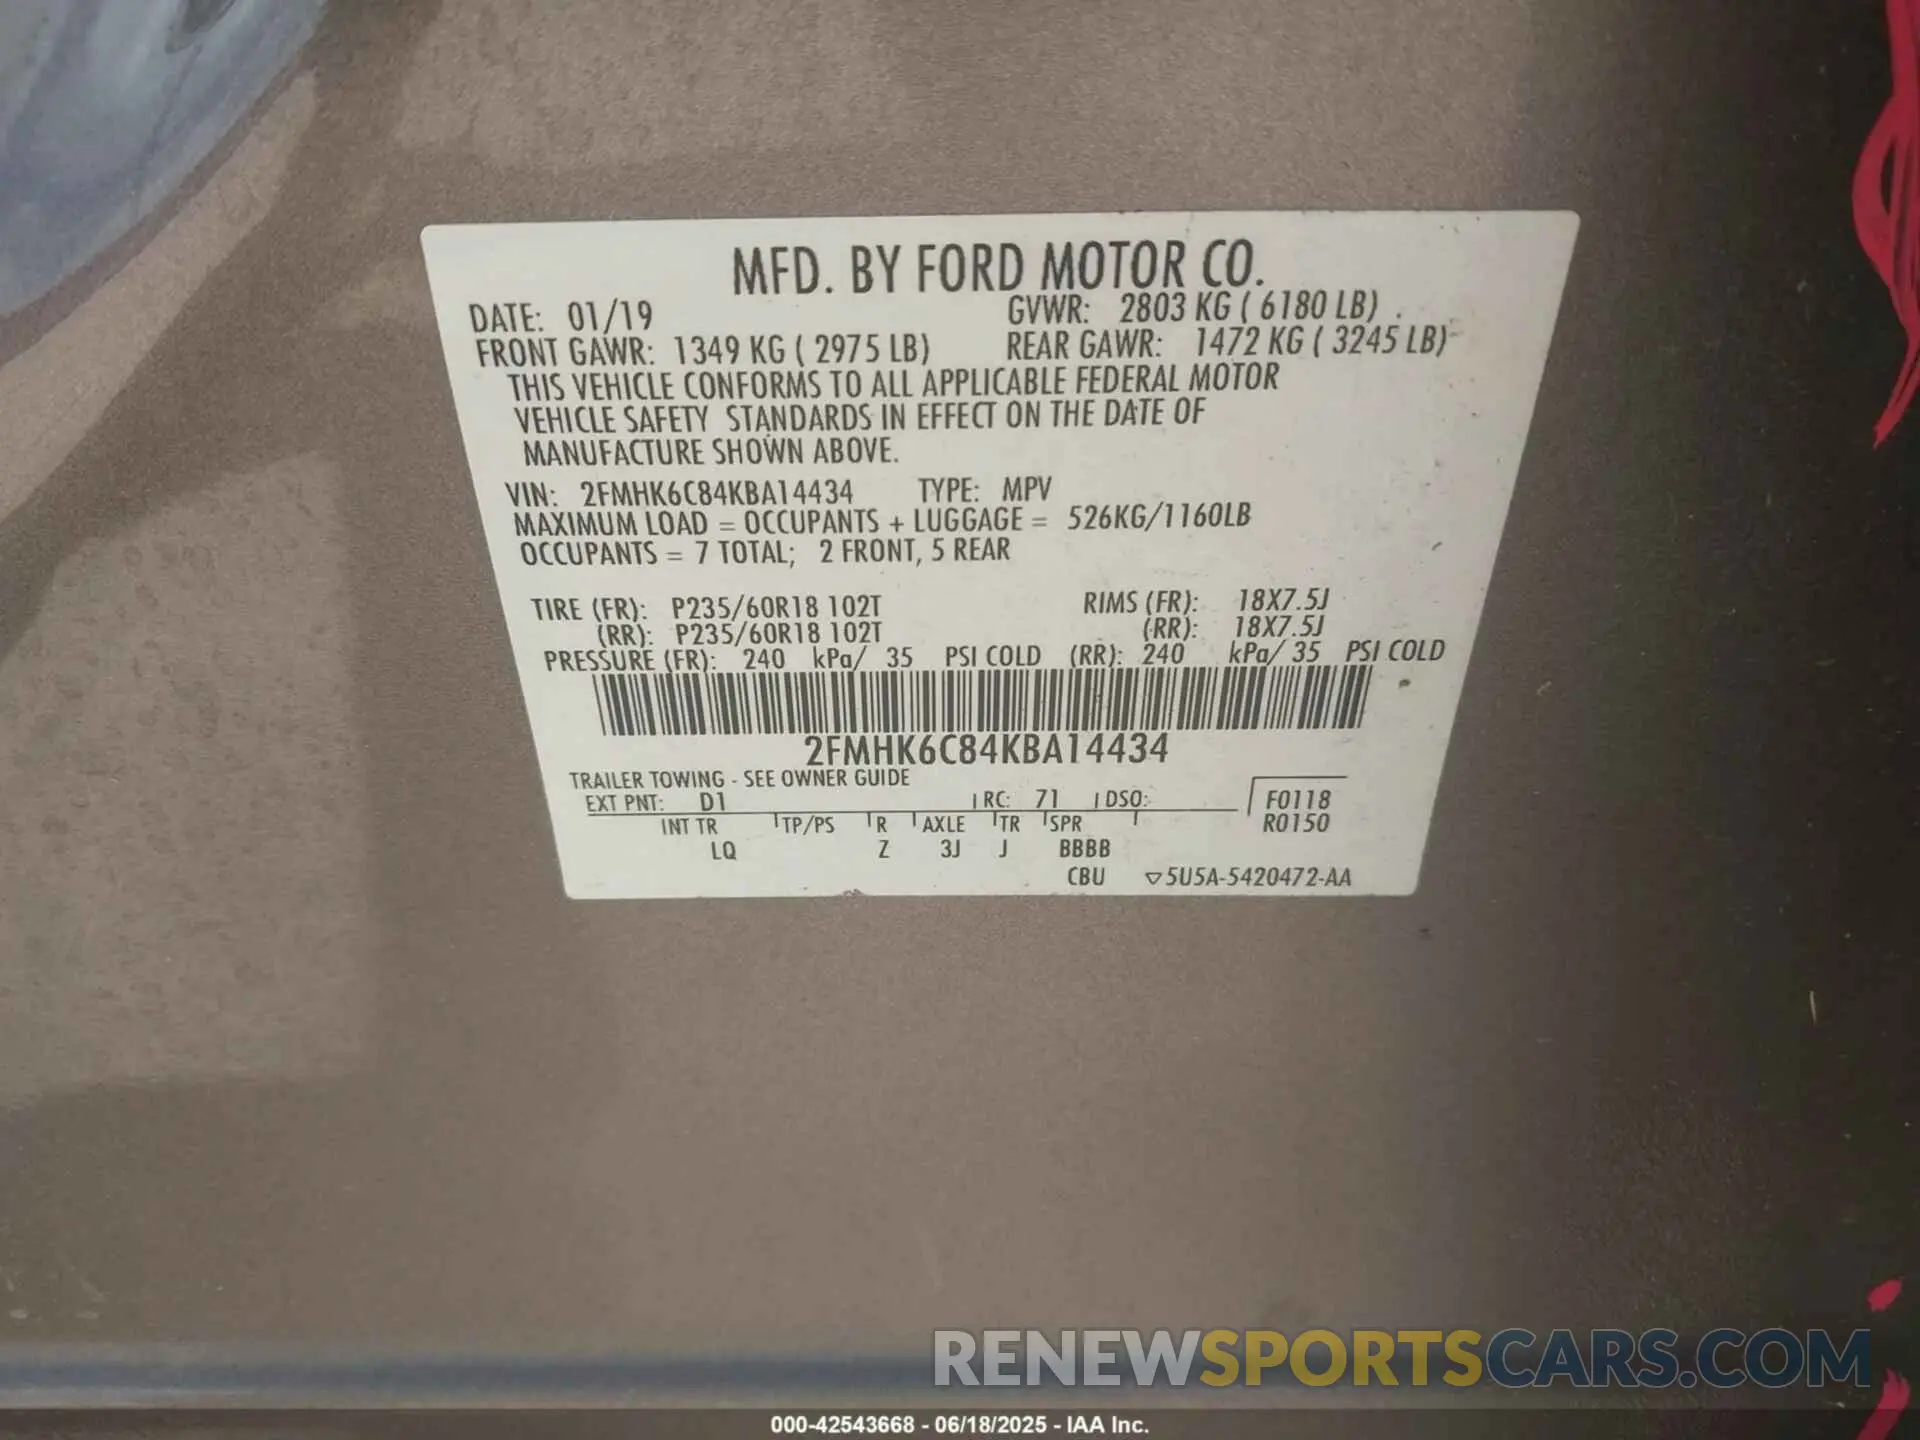 MFD. BY FORD MOTOR CO.
DATE: 01/19 GVWR: 2803 KG ( 6180 LB)
FRONT GAWR: 1349 KG ( 2975 LB) REAR GAWR: 1472 KG ( 3245 LB)
THIS VEHICLE CONFORMS TO ALL APPLICABLE FEDERAL MOTOR
VEHICLE SAFETY STANDARDS IN EFFECT ON THE DATE OF
MANUFACTURE SHOWN ABOVE.
VIN: 2FMHK6C84KBA14434 TYPE: MPV
MAXIMUM LOAD = OCCUPANTS + LUGGAGE = 526KG/1160LB
OCCUPANTS = 7 TOTAL; 2 FRONT, 5 REAR
TIRE (FR): P235/60R18 102T RIMS (FR): 18X7.5J
(RR): P235/60R18 102T (RR): 18X7.5J
PRESSURE (FR): 240 kPa/ 35 PSI COLD (RR): 240 kPa/ 35 PSI COLD
2FMHK6C84KBA14434
TRAILER TOWING - SEE OWNER GUIDE
EXT PNT: D1 RC: 71 DSO: F0118
INT TR TP/PS R AXLE TR SPR R0150
LQ Z 3J J BBBB
CBU ▽5U5A-5420472-AA
RENEWSPORTSCARS.COM
000-42543668 - 06/18/2025 - IAA Inc.